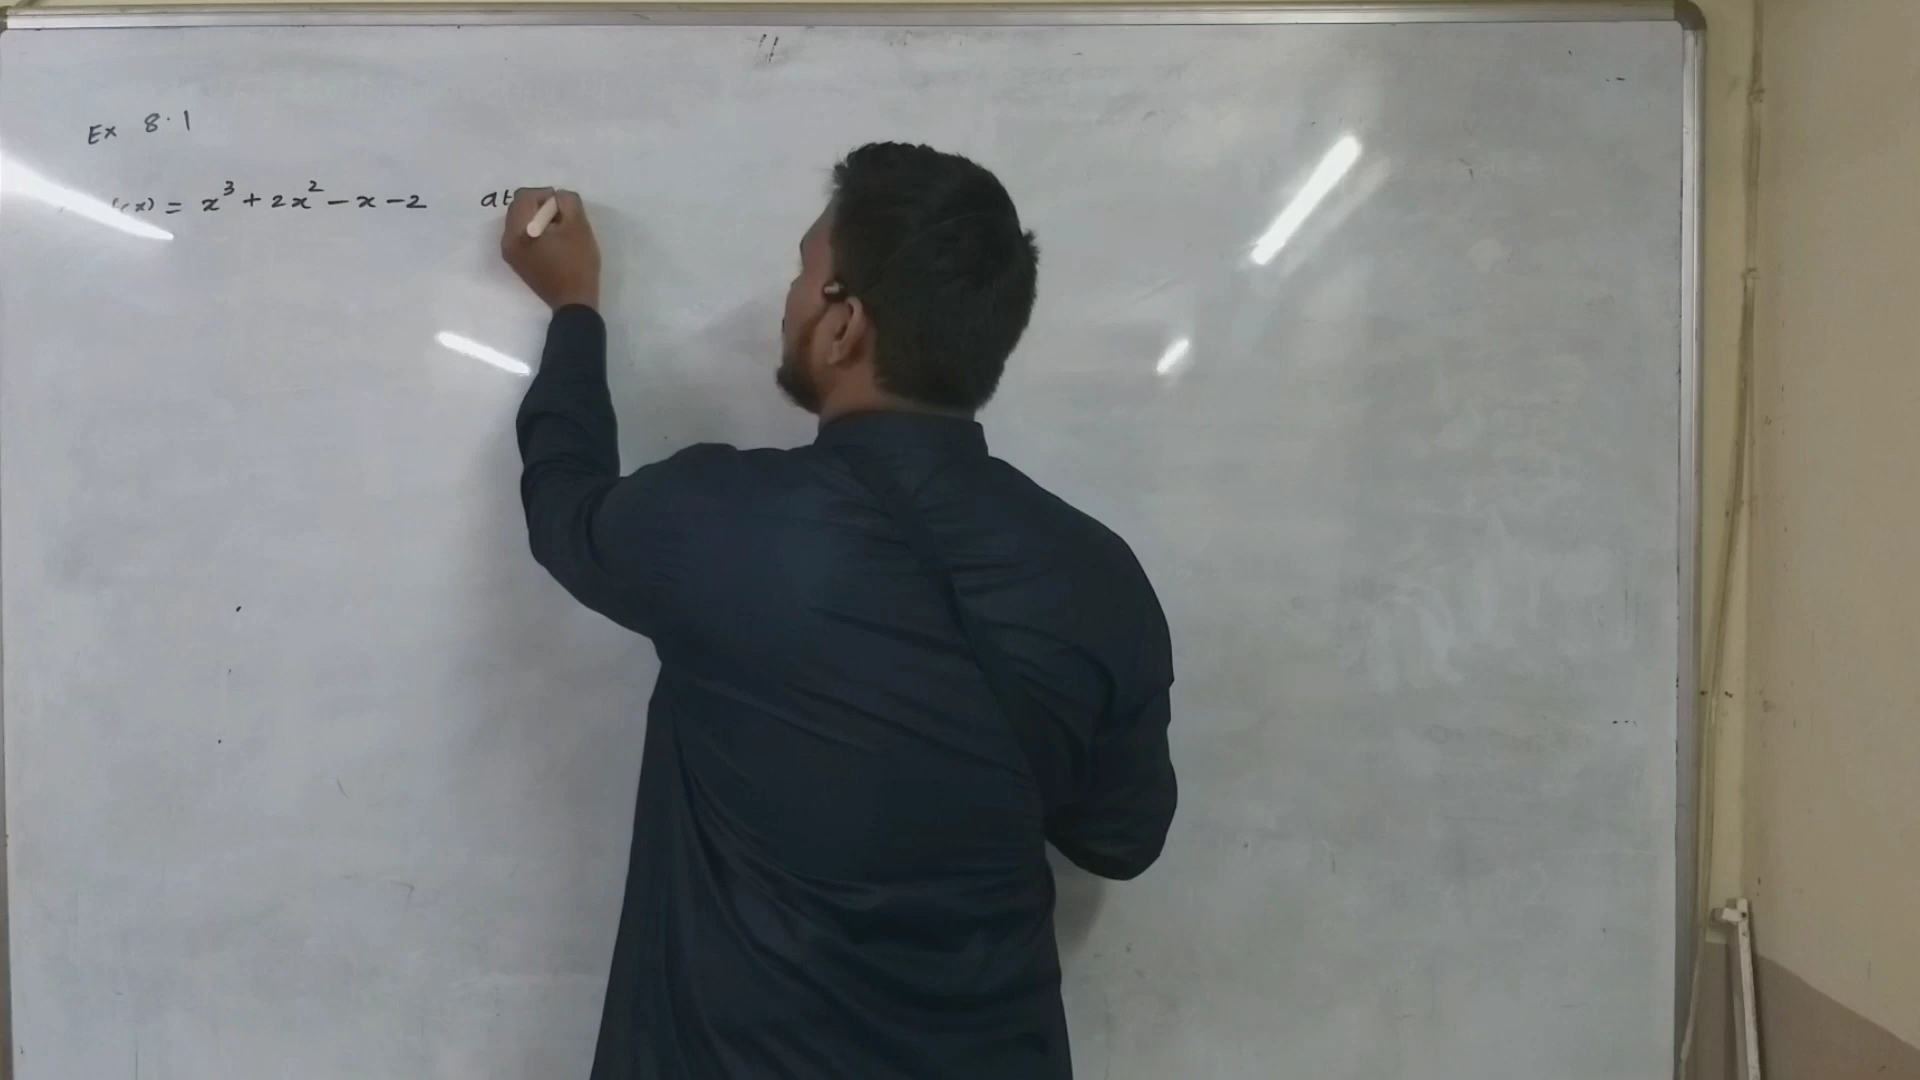 Ex 8.1
(x) = x³ + 2x² - x - 2 at